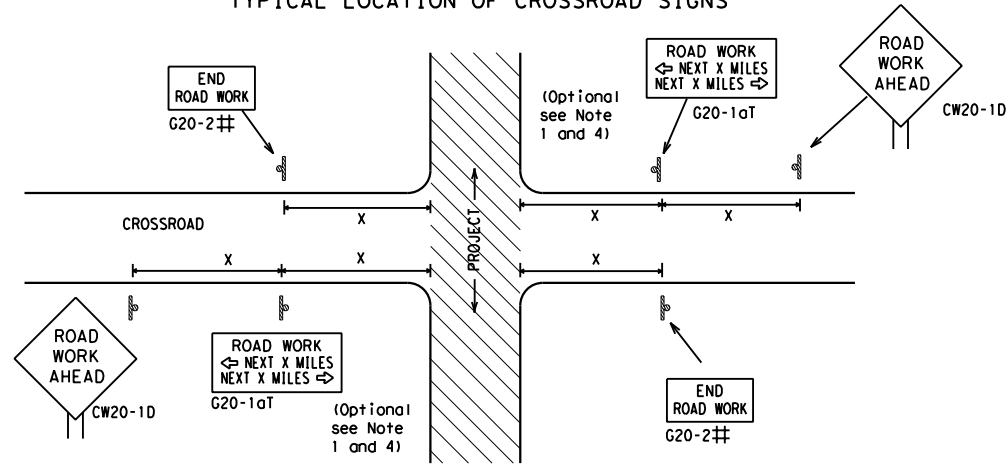 TYPICAL LOCATION OF CROSSROAD SIGNS
END
ROAD WORK
G20-2#
ROAD WORK
⇦ NEXT X MILES
NEXT X MILES ⇨
G20-1aT
(Optional
see Note
1 and 4)
ROAD
WORK
AHEAD
CW20-1D
X
X
X
CROSSROAD
PROJECT
X
X
X
ROAD
WORK
AHEAD
CW20-1D
ROAD WORK
⇦ NEXT X MILES
NEXT X MILES ⇨
G20-1aT
(Optional
see Note
1 and 4)
END
ROAD WORK
G20-2#